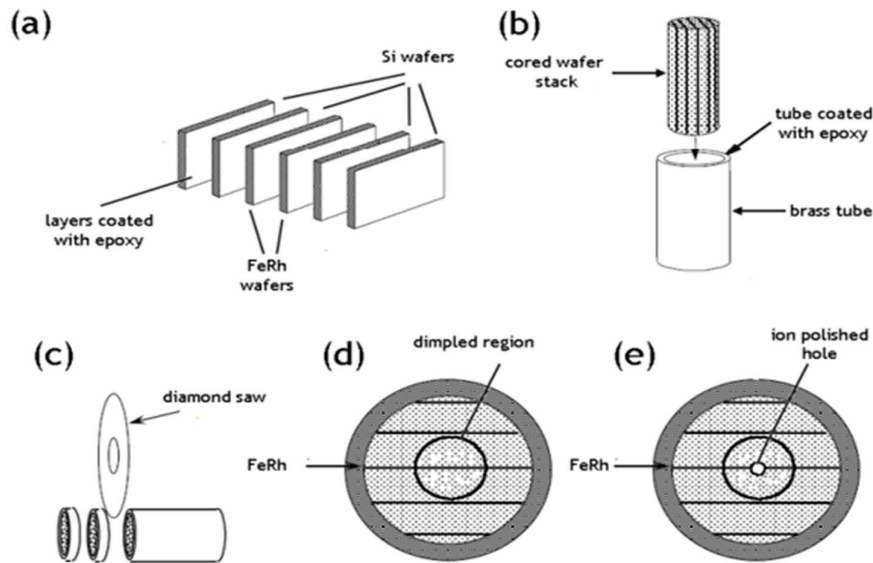 (a)
Si wafers
layers coated
with epoxy
FeRh
wafers
(b)
cored wafer
stack
tube coated
with epoxy
brass tube
(c)
diamond saw
(d)
dimpled region
FeRh
(e)
ion polished
hole
FeRh